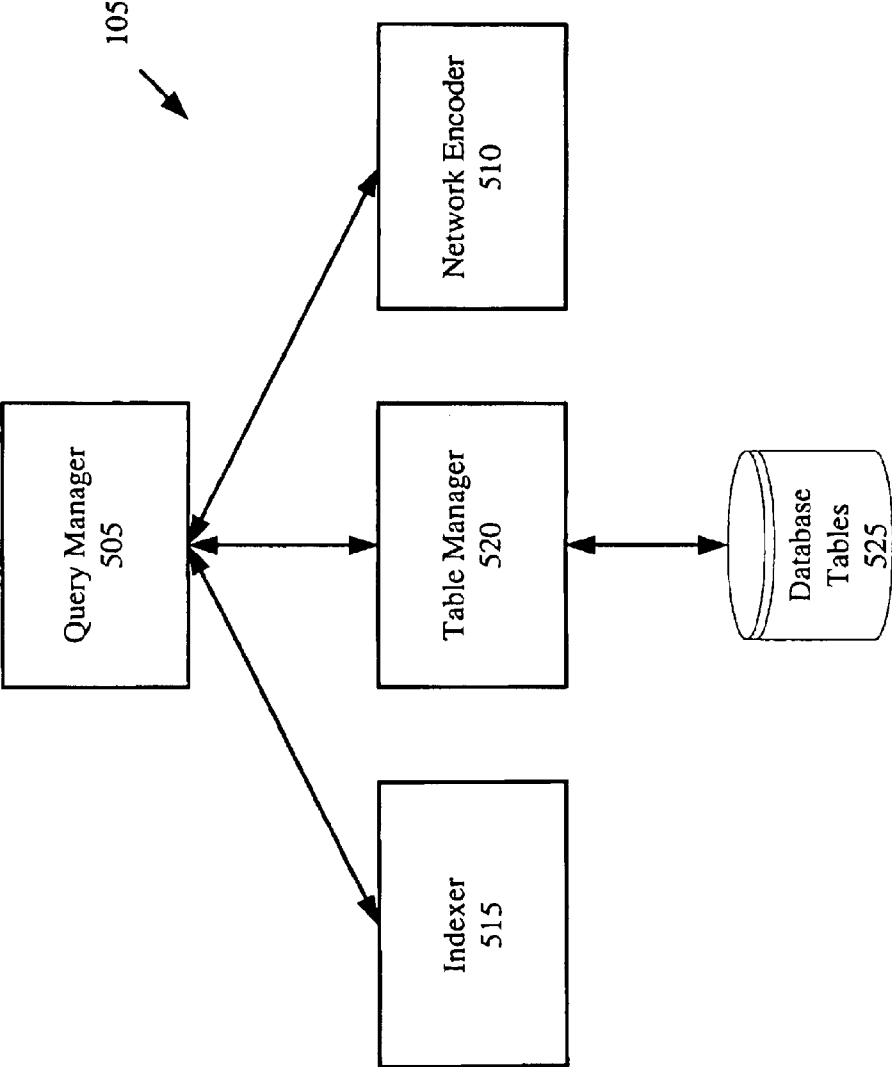 105
Query Manager
505
Indexer
515
Table Manager
520
Network Encoder
510
Database
Tables
525